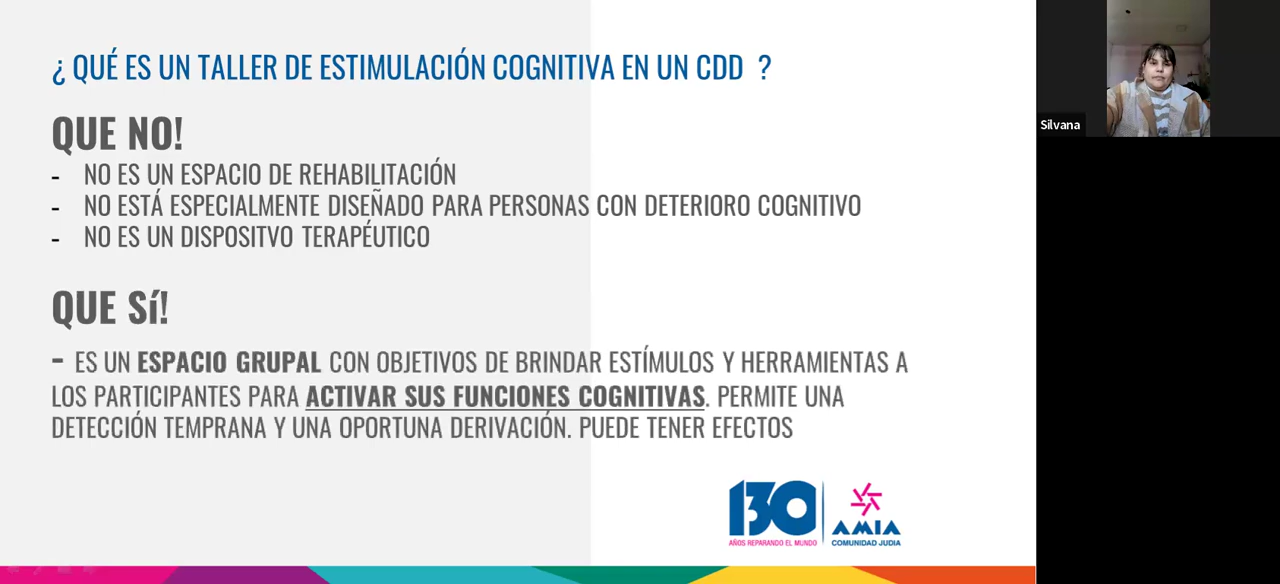 ¿ QUÉ ES UN TALLER DE ESTIMULACIÓN COGNITIVA EN UN CDD ?
QUE NO!
- NO ES UN ESPACIO DE REHABILITACIÓN
- NO ESTÁ ESPECIALMENTE DISEÑADO PARA PERSONAS CON DETERIORO COGNITIVO
- NO ES UN DISPOSITVO TERAPÉUTICO
QUE Sí!
- ES UN ESPACIO GRUPAL CON OBJETIVOS DE BRINDAR ESTÍMULOS Y HERRAMIENTAS A
LOS PARTICIPANTES PARA ACTIVAR SUS FUNCIONES COGNITIVAS. PERMITE UNA
DETECCIÓN TEMPRANA Y UNA OPORTUNA DERIVACIÓN. PUEDE TENER EFECTOS
130
AÑOS REPARANDO EL MUNDO
AMIA
COMUNIDAD JUDIA
Silvana